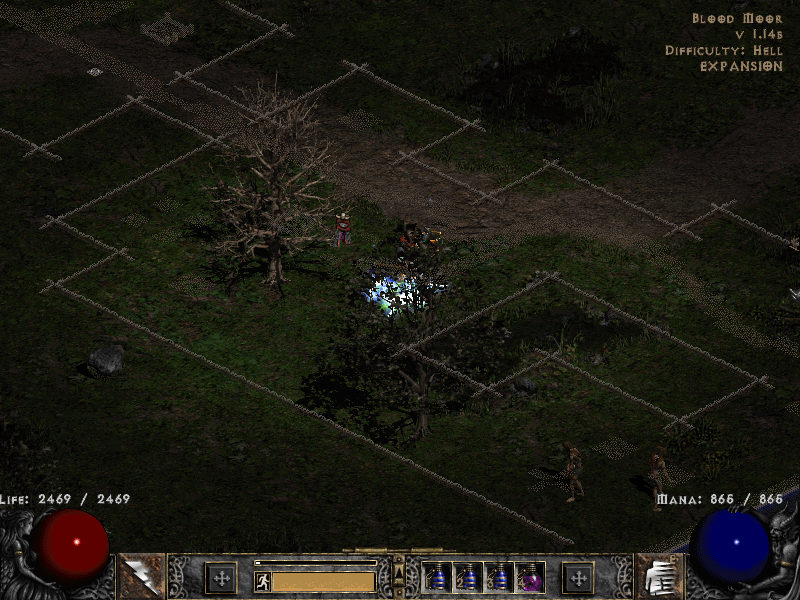 Blood Moor
v 1.14b
Difficulty: Hell
EXPANSION
Life: 2469 / 2469
Mana: 866 / 866